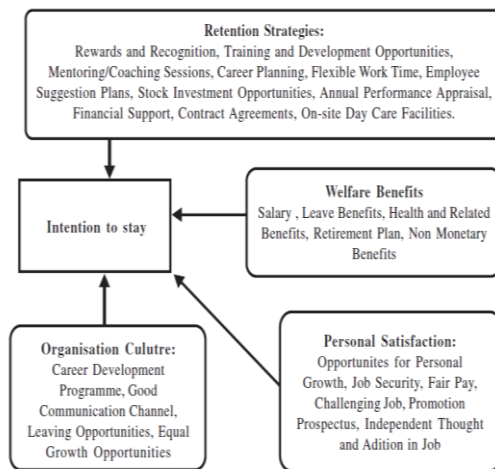 Retention Strategies:
Rewards and Recognition, Training and Development Opportunities,
Mentoring/Coaching Sessions, Career Planning, Flexible Work Time, Employee
Suggestion Plans, Stock Investment Opportunities, Annual Performance Appraisal,
Financial Support, Contract Agreements, On-site Day Care Facilities.
Intention to stay
Welfare Benefits
Salary , Leave Benefits, Health and Related
Benefits, Retirement Plan, Non Monetary
Benefits
Organisation Culutre:
Career Development
Programme, Good
Communication Channel,
Leaving Opportunities, Equal
Growth Opportunities
Personal Satisfaction:
Opportunites for Personal
Growth, Job Security, Fair Pay,
Challenging Job, Promotion
Prospectus, Independent Thought
and Adition in Job